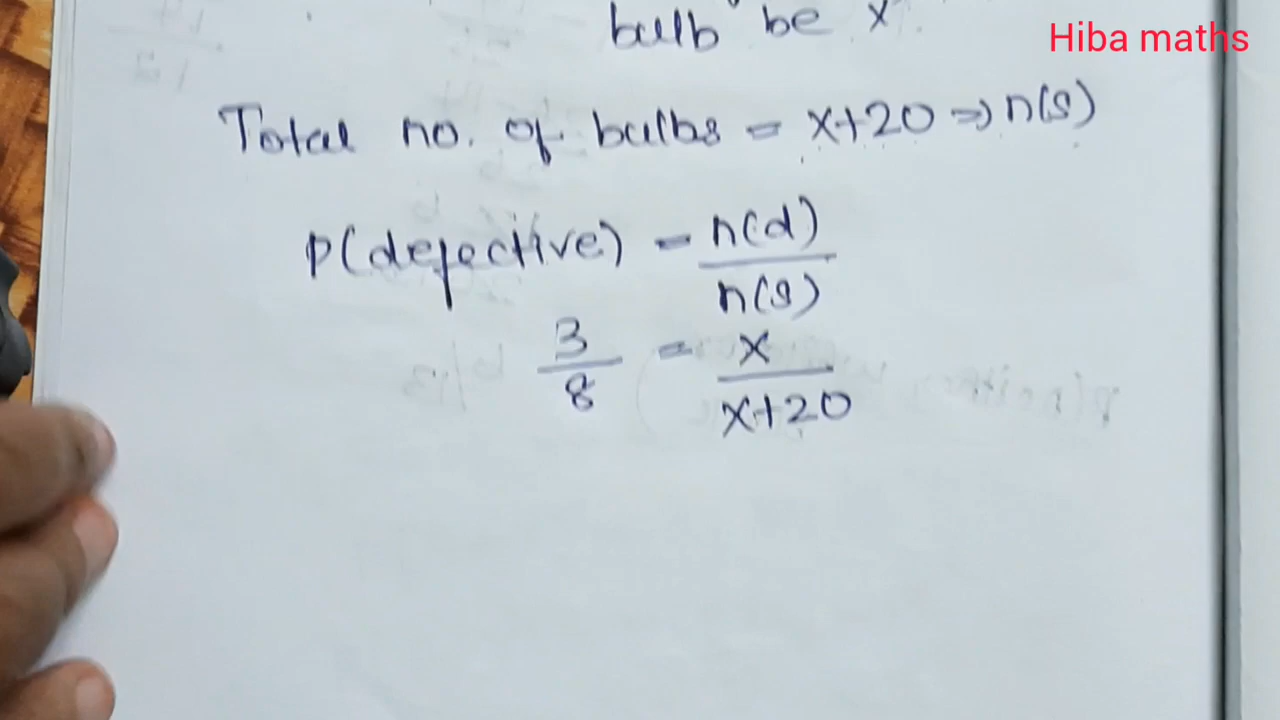 bulb be x.
Hiba maths
Total no. of bulbs = x+20 => n(s)
P(defective) = n(d)/n(s)
3/8 = x/x+20